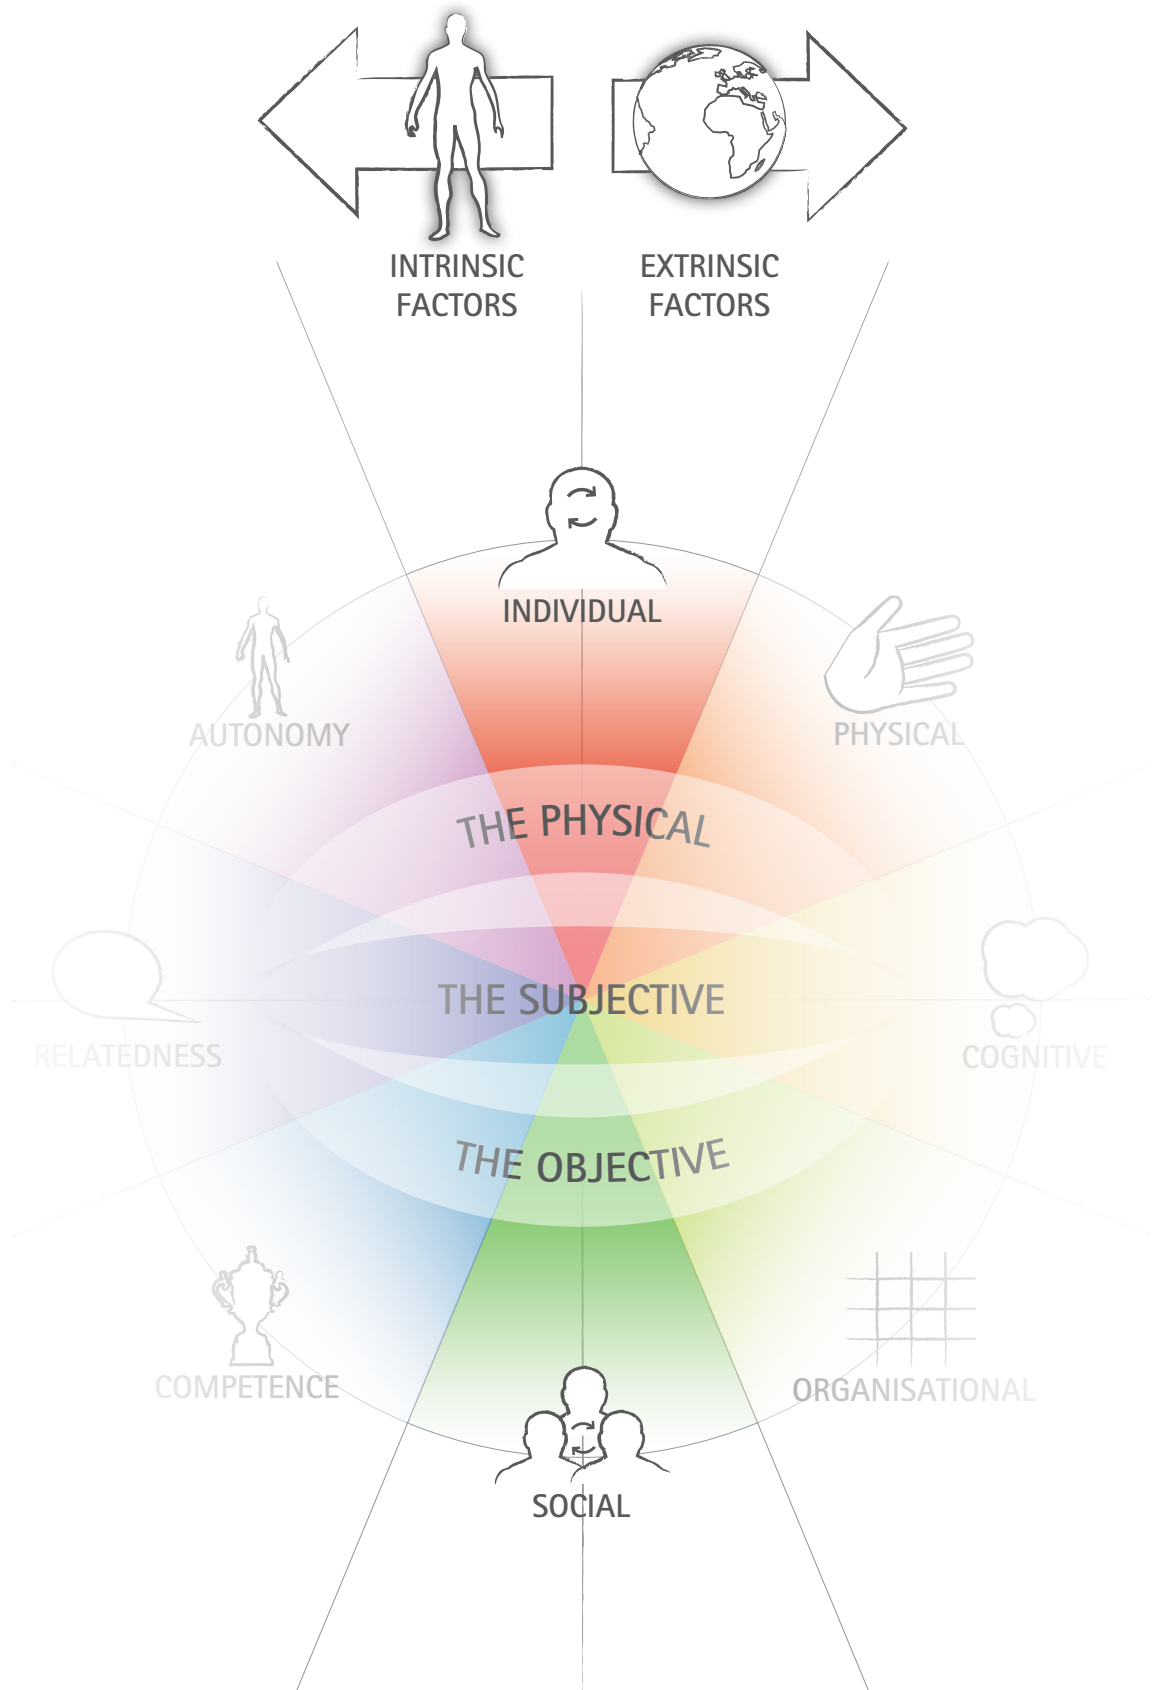 INTRINSIC
FACTORS
EXTRINSIC
FACTORS
INDIVIDUAL
AUTONOMY
PHYSICAL
THE PHYSICAL
THE SUBJECTIVE
RELATEDNESS
COGNITIVE
THE OBJECTIVE
COMPETENCE
ORGANISATIONAL
SOCIAL